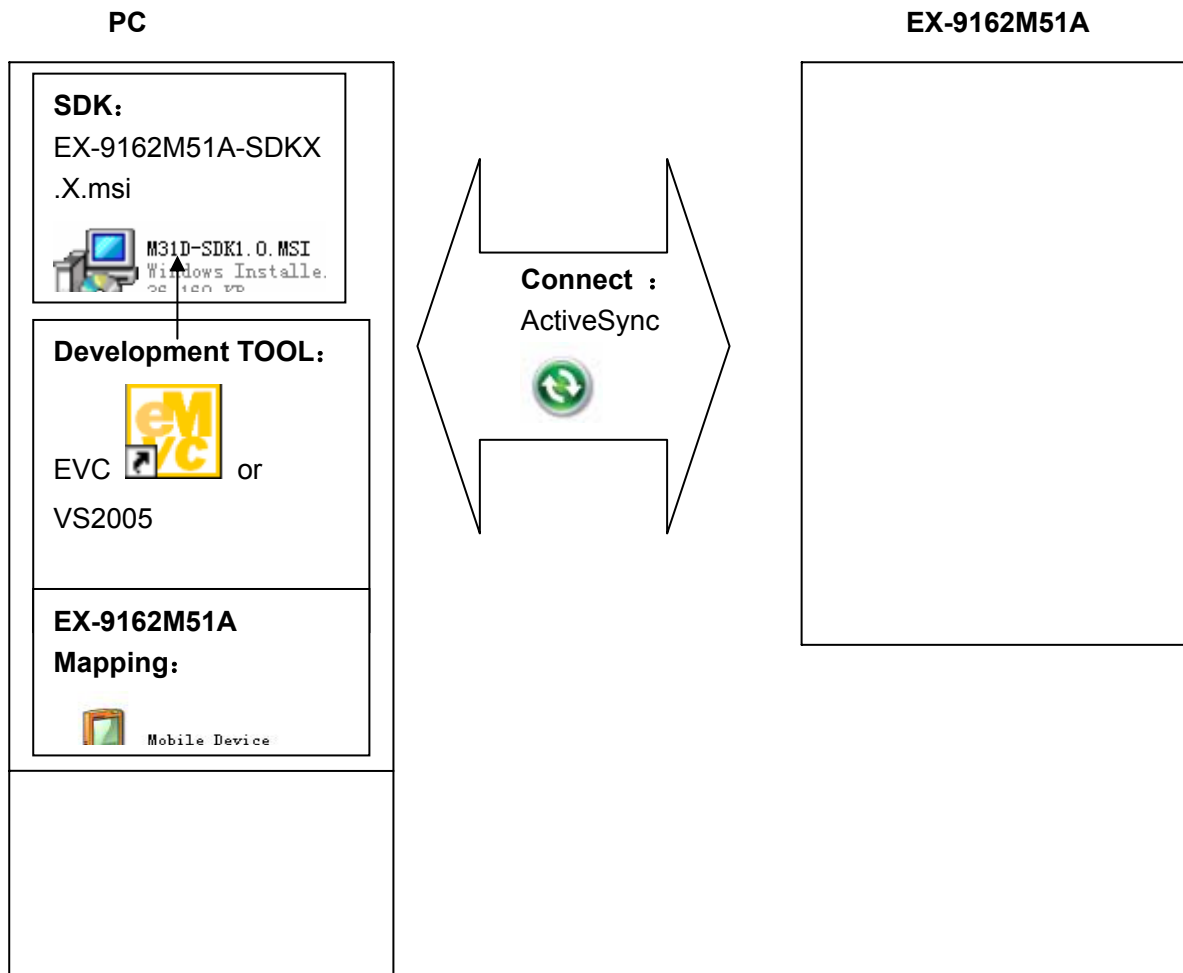 PC
EX-9162M51A
SDK：
EX-9162M51A-SDKX
.X.msi
M31D-SDK1.0.MSI
Windows Installe.
Connect ：
ActiveSync
Development TOOL：
eMVC
EVC or
VS2005
EX-9162M51A
Mapping：
Mobile Device